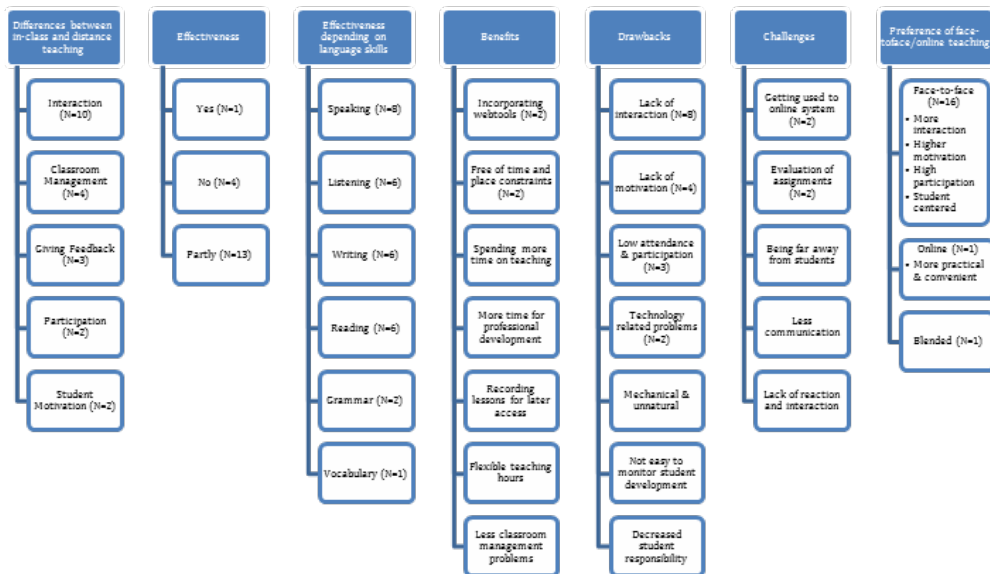 Differences between
in-class and distance
teaching
Interaction
(N=10)
Classroom
Management
(N=4)
Giving Feedback
(N=3)
Participation
(N=2)
Student
Motivation (N=2)
Effectiveness
Yes (N=1)
No (N=4)
Partly (N=13)
Effectiveness
depending on
language skills
Speaking (N=8)
Listening (N=6)
Writing (N=6)
Reading (N=6)
Grammar (N=2)
Vocabulary (N=1)
Benefits
Incorporating
webtools (N=2)
Free of time and
place constraints
(N=2)
Spending more
time on teaching
More time for
professional
development
Recording
lessons for later
access
Flexible teaching
hours
Less classroom
management
problems
Drawbacks
Lack of
interaction (N=8)
Lack of
motivation (N=4)
Low attendance
& participation
(N=3)
Technology
related problems
(N=2)
Mechanical &
unnatural
Not easy to
monitor student
development
Decreased
student
responsibility
Challenges
Getting used to
online system
(N=2)
Evaluation of
assignments
(N=2)
Being far away
from students
Less
communication
Lack of reaction
and interaction
Preference of face-
toface/online teaching
Face-to-face
(N=16)
• More
interaction
• Higher
motivation
• High
participation
• Student
centered
Online (N=1)
• More practical
& convenient
Blended (N=1)